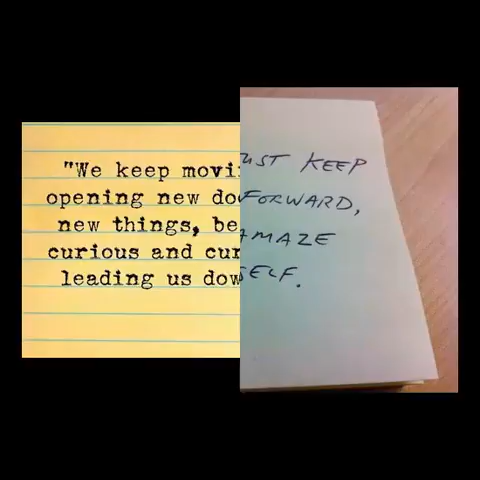 "We keep movi
opening new do
new things, be
curious and cur
leading us dow
UST KEEP
FORWARD,
AMAZE
SELF.